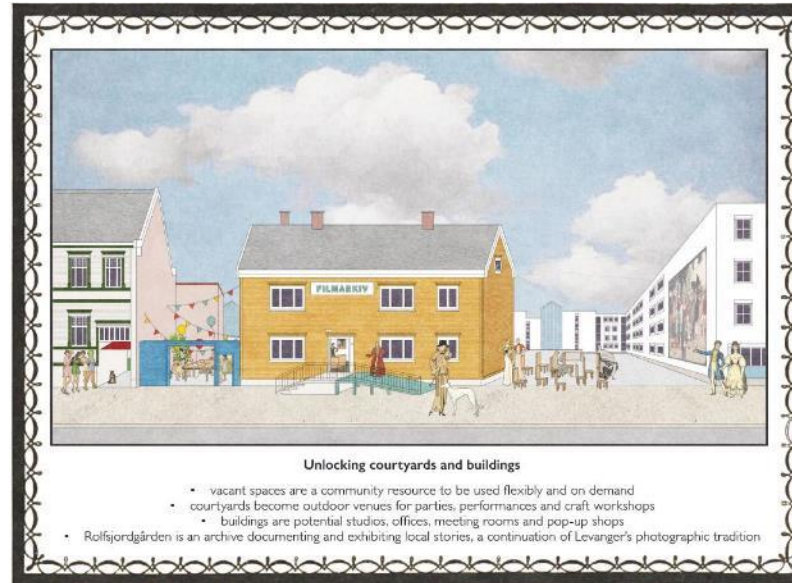 FILMARKIV
Unlocking courtyards and buildings
• vacant spaces are a community resource to be used flexibly and on demand
• courtyards become outdoor venues for parties, performances and craft workshops
• buildings are potential studios, offices, meeting rooms and pop-up shops
• Rolfsjordgården is an archive documenting and exhibiting local stories, a continuation of Levanger's photographic tradition